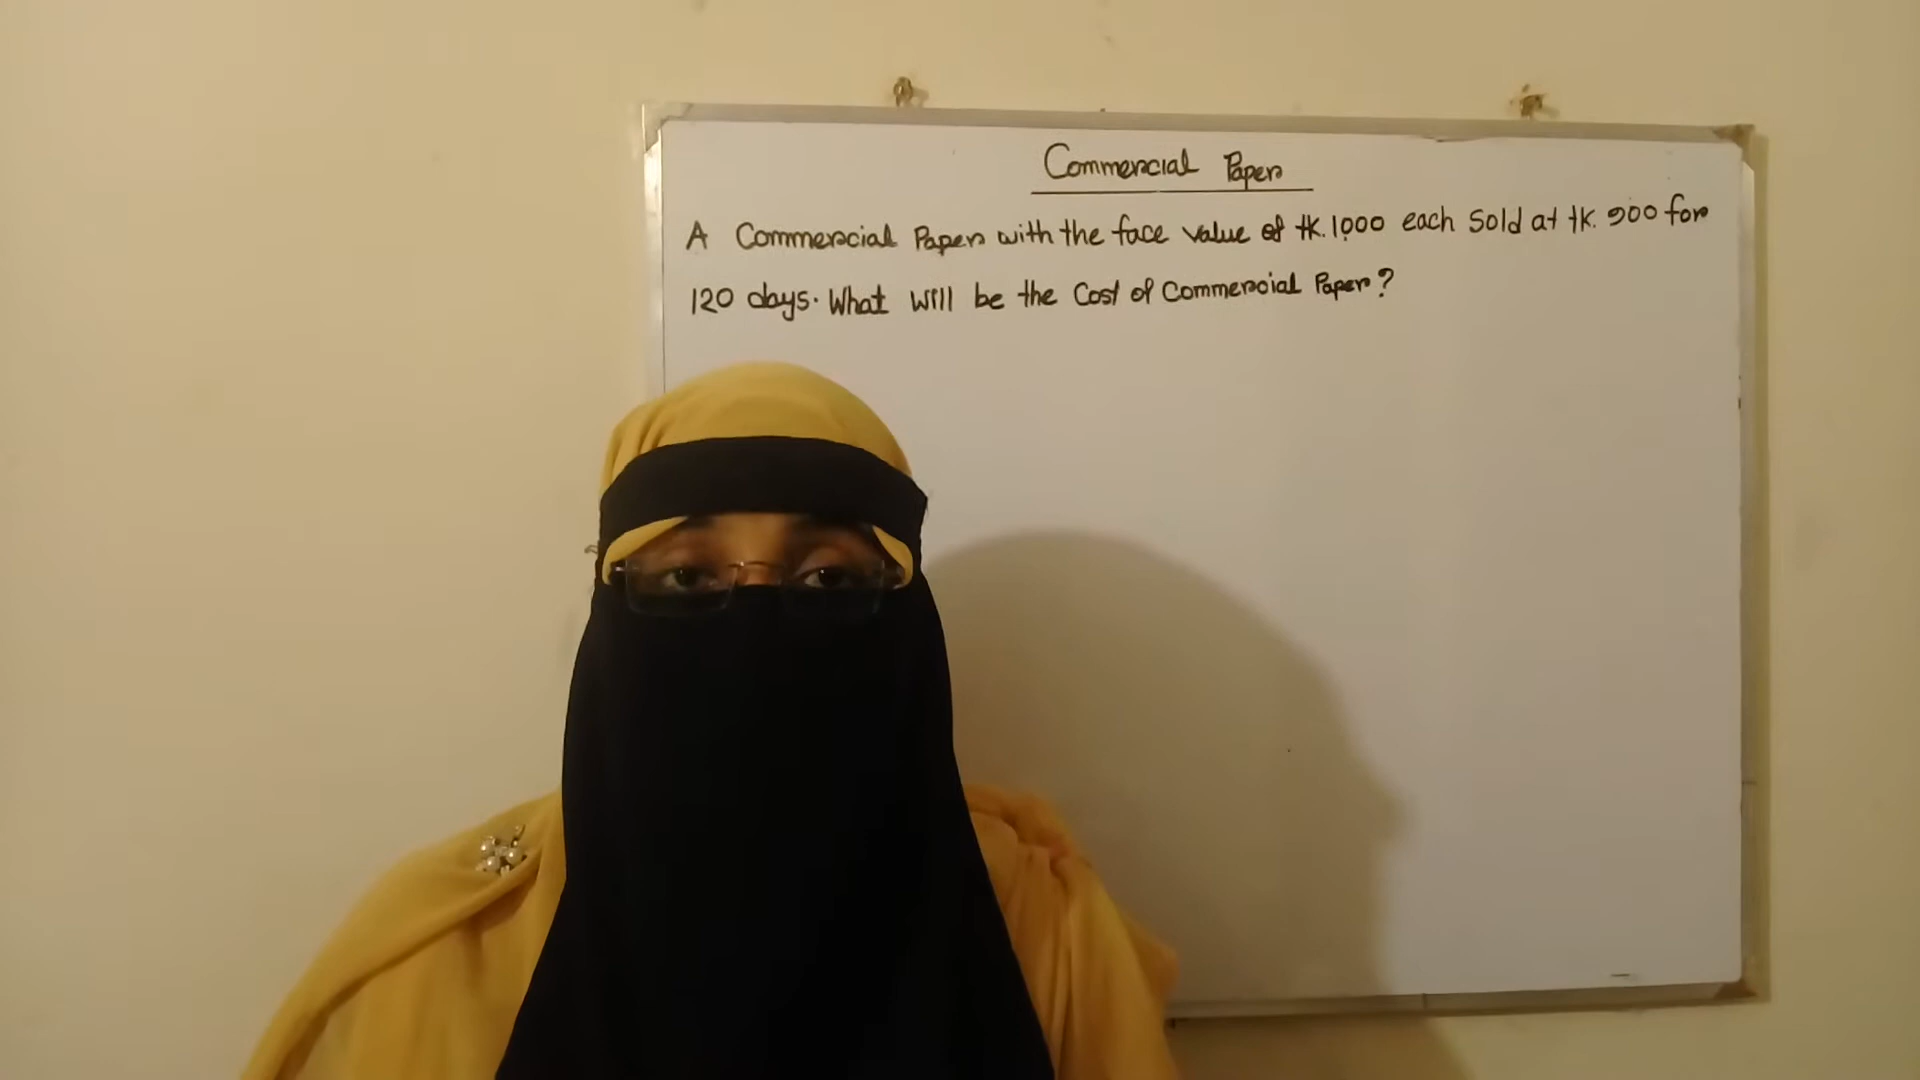 Commercial Paper
A Commercial Paper with the face value of tk. 1000 each Sold at tk. 900 for
120 days. What will be the Cost of Commercial Paper?